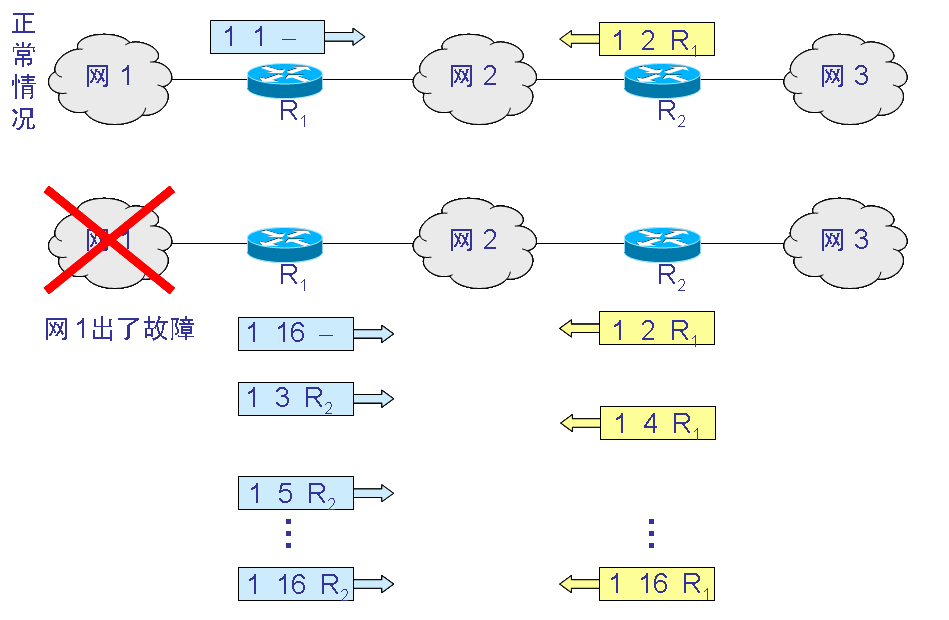 正常情况
1 1 –
1 2 R1
网 1
网 2
网 3
R1
R2
网 1
网 2
网 3
R1
R2
网 1出了故障
1 16 –
1 2 R1
1 3 R2
1 4 R1
1 5 R2
⋮
⋮
1 16 R2
1 16 R1